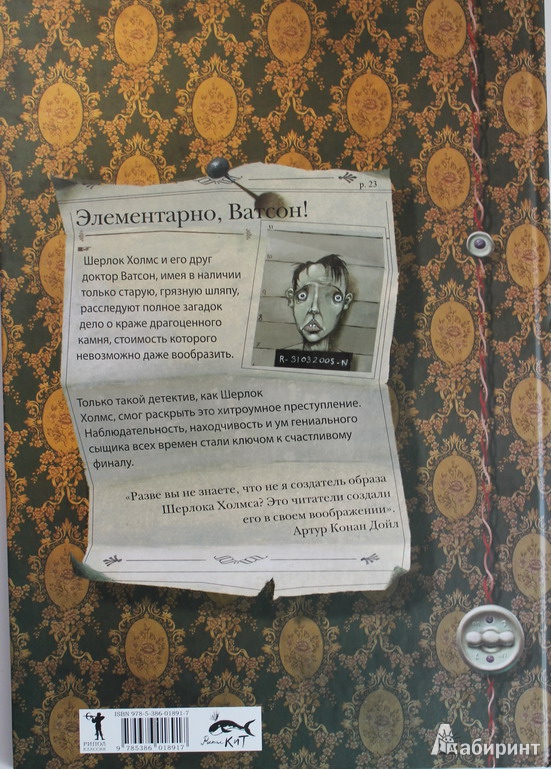 р. 23
Элементарно, Ватсон!
Шерлок Холмс и его друг
доктор Ватсон, имея в наличии
только старую, грязную шляпу,
расследуют полное загадок
дело о краже драгоценного
камня, стоимость которого
невозможно даже вообразить.
R-31032005-N
Только такой детектив, как Шерлок
Холмс, смог раскрыть это хитроумное преступление.
Наблюдательность, находчивость и ум гениального
сыщика всех времен стали ключом к счастливому
финалу.
«Разве вы не знаете, что не я создатель образа
Шерлока Холмса? Это читатели создали
его в своем воображении».
Артур Конан Дойл
ISBN 978-5-386-01891-7
9 785386 018917
РИПОЛ
КЛАССИК
КИТ
Лабиринт